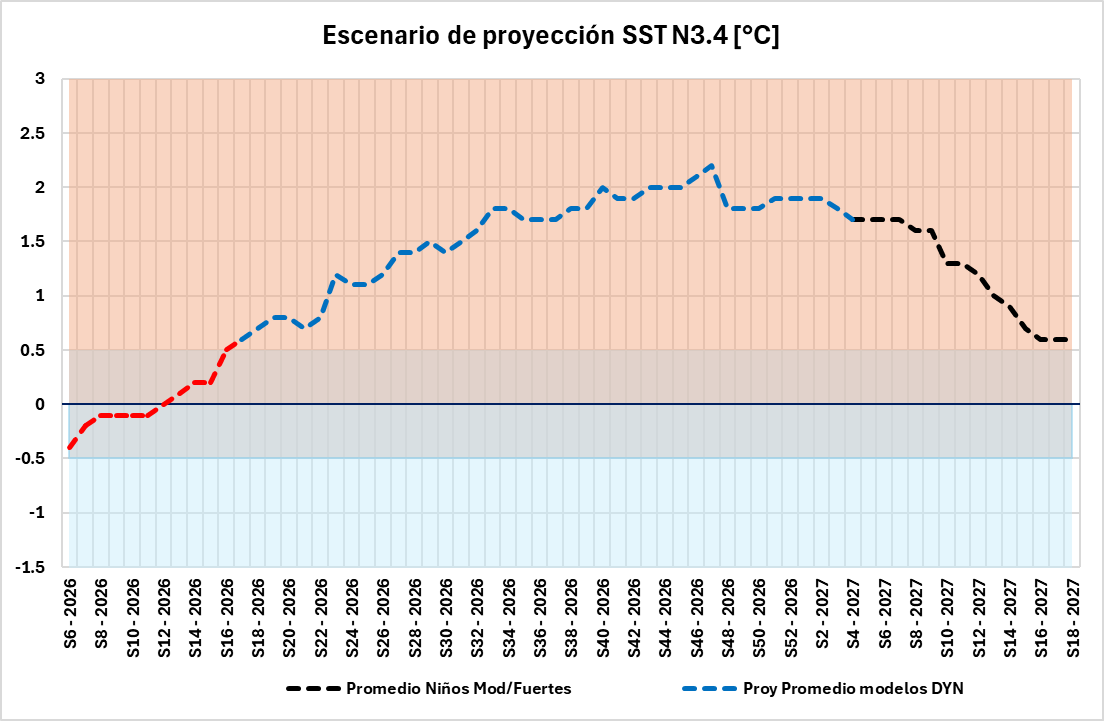 Escenario de proyección SST N3.4 [°C]
3
2.5
2
1.5
1
0.5
0
-0.5
-1
-1.5
S6 - 2026
S8 - 2026
S10 - 2026
S12 - 2026
S14 - 2026
S16 - 2026
S18 - 2026
S20 - 2026
S22 - 2026
S24 - 2026
S26 - 2026
S28 - 2026
S30 - 2026
S32 - 2026
S34 - 2026
S36 - 2026
S38 - 2026
S40 - 2026
S42 - 2026
S44 - 2026
S46 - 2026
S48 - 2026
S50 - 2026
S52 - 2026
S2 - 2027
S4 - 2027
S6 - 2027
S8 - 2027
S10 - 2027
S12 - 2027
S14 - 2027
S16 - 2027
S18 - 2027
Promedio Niños Mod/Fuertes
Proy Promedio modelos DYN